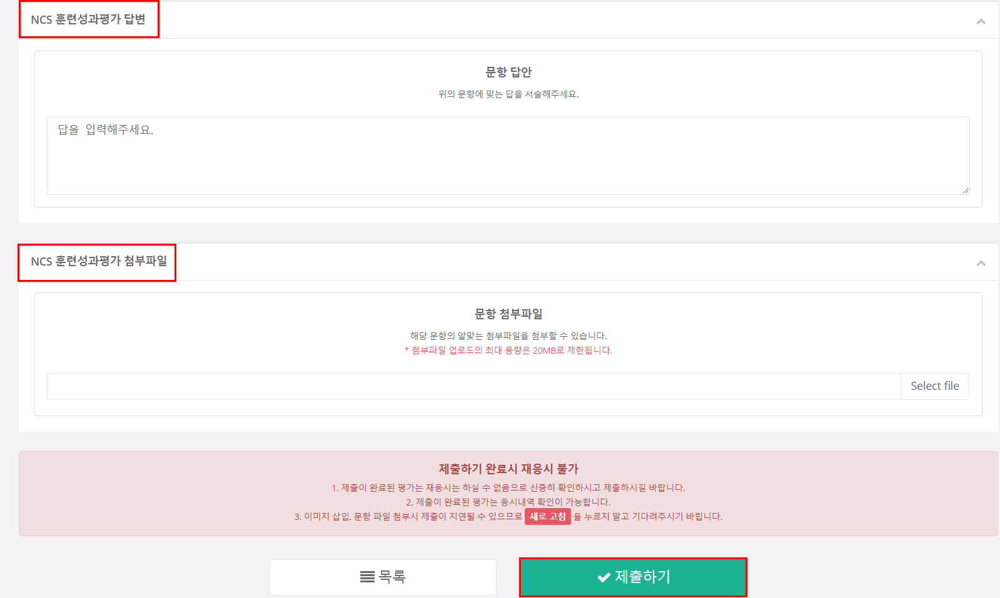 NCS 훈련성과평가 답변
문항 답안
위의 문항에 맞는 답을 서술해주세요.
답을 입력해주세요.
NCS 훈련성과평가 첨부파일
문항 첨부파일
해당 문항의 알맞는 첨부파일을 첨부할 수 있습니다.
* 첨부파일 업로드의 최대 용량은 20MB로 제한됩니다.
Select file
제출하기 완료시 재응시 불가
1. 제출이 완료된 평가는 재응시는 하실 수 없음으로 신중히 확인하시고 제출하시길 바랍니다.
2. 제출이 완료된 평가는 응시내역 확인이 가능합니다.
3. 이미지 삽입, 문항 파일 첨부시 제출이 지연될 수 있으므로 새로 고침 을 누르지 말고 기다려주시기 바립니다.
목록
제출하기